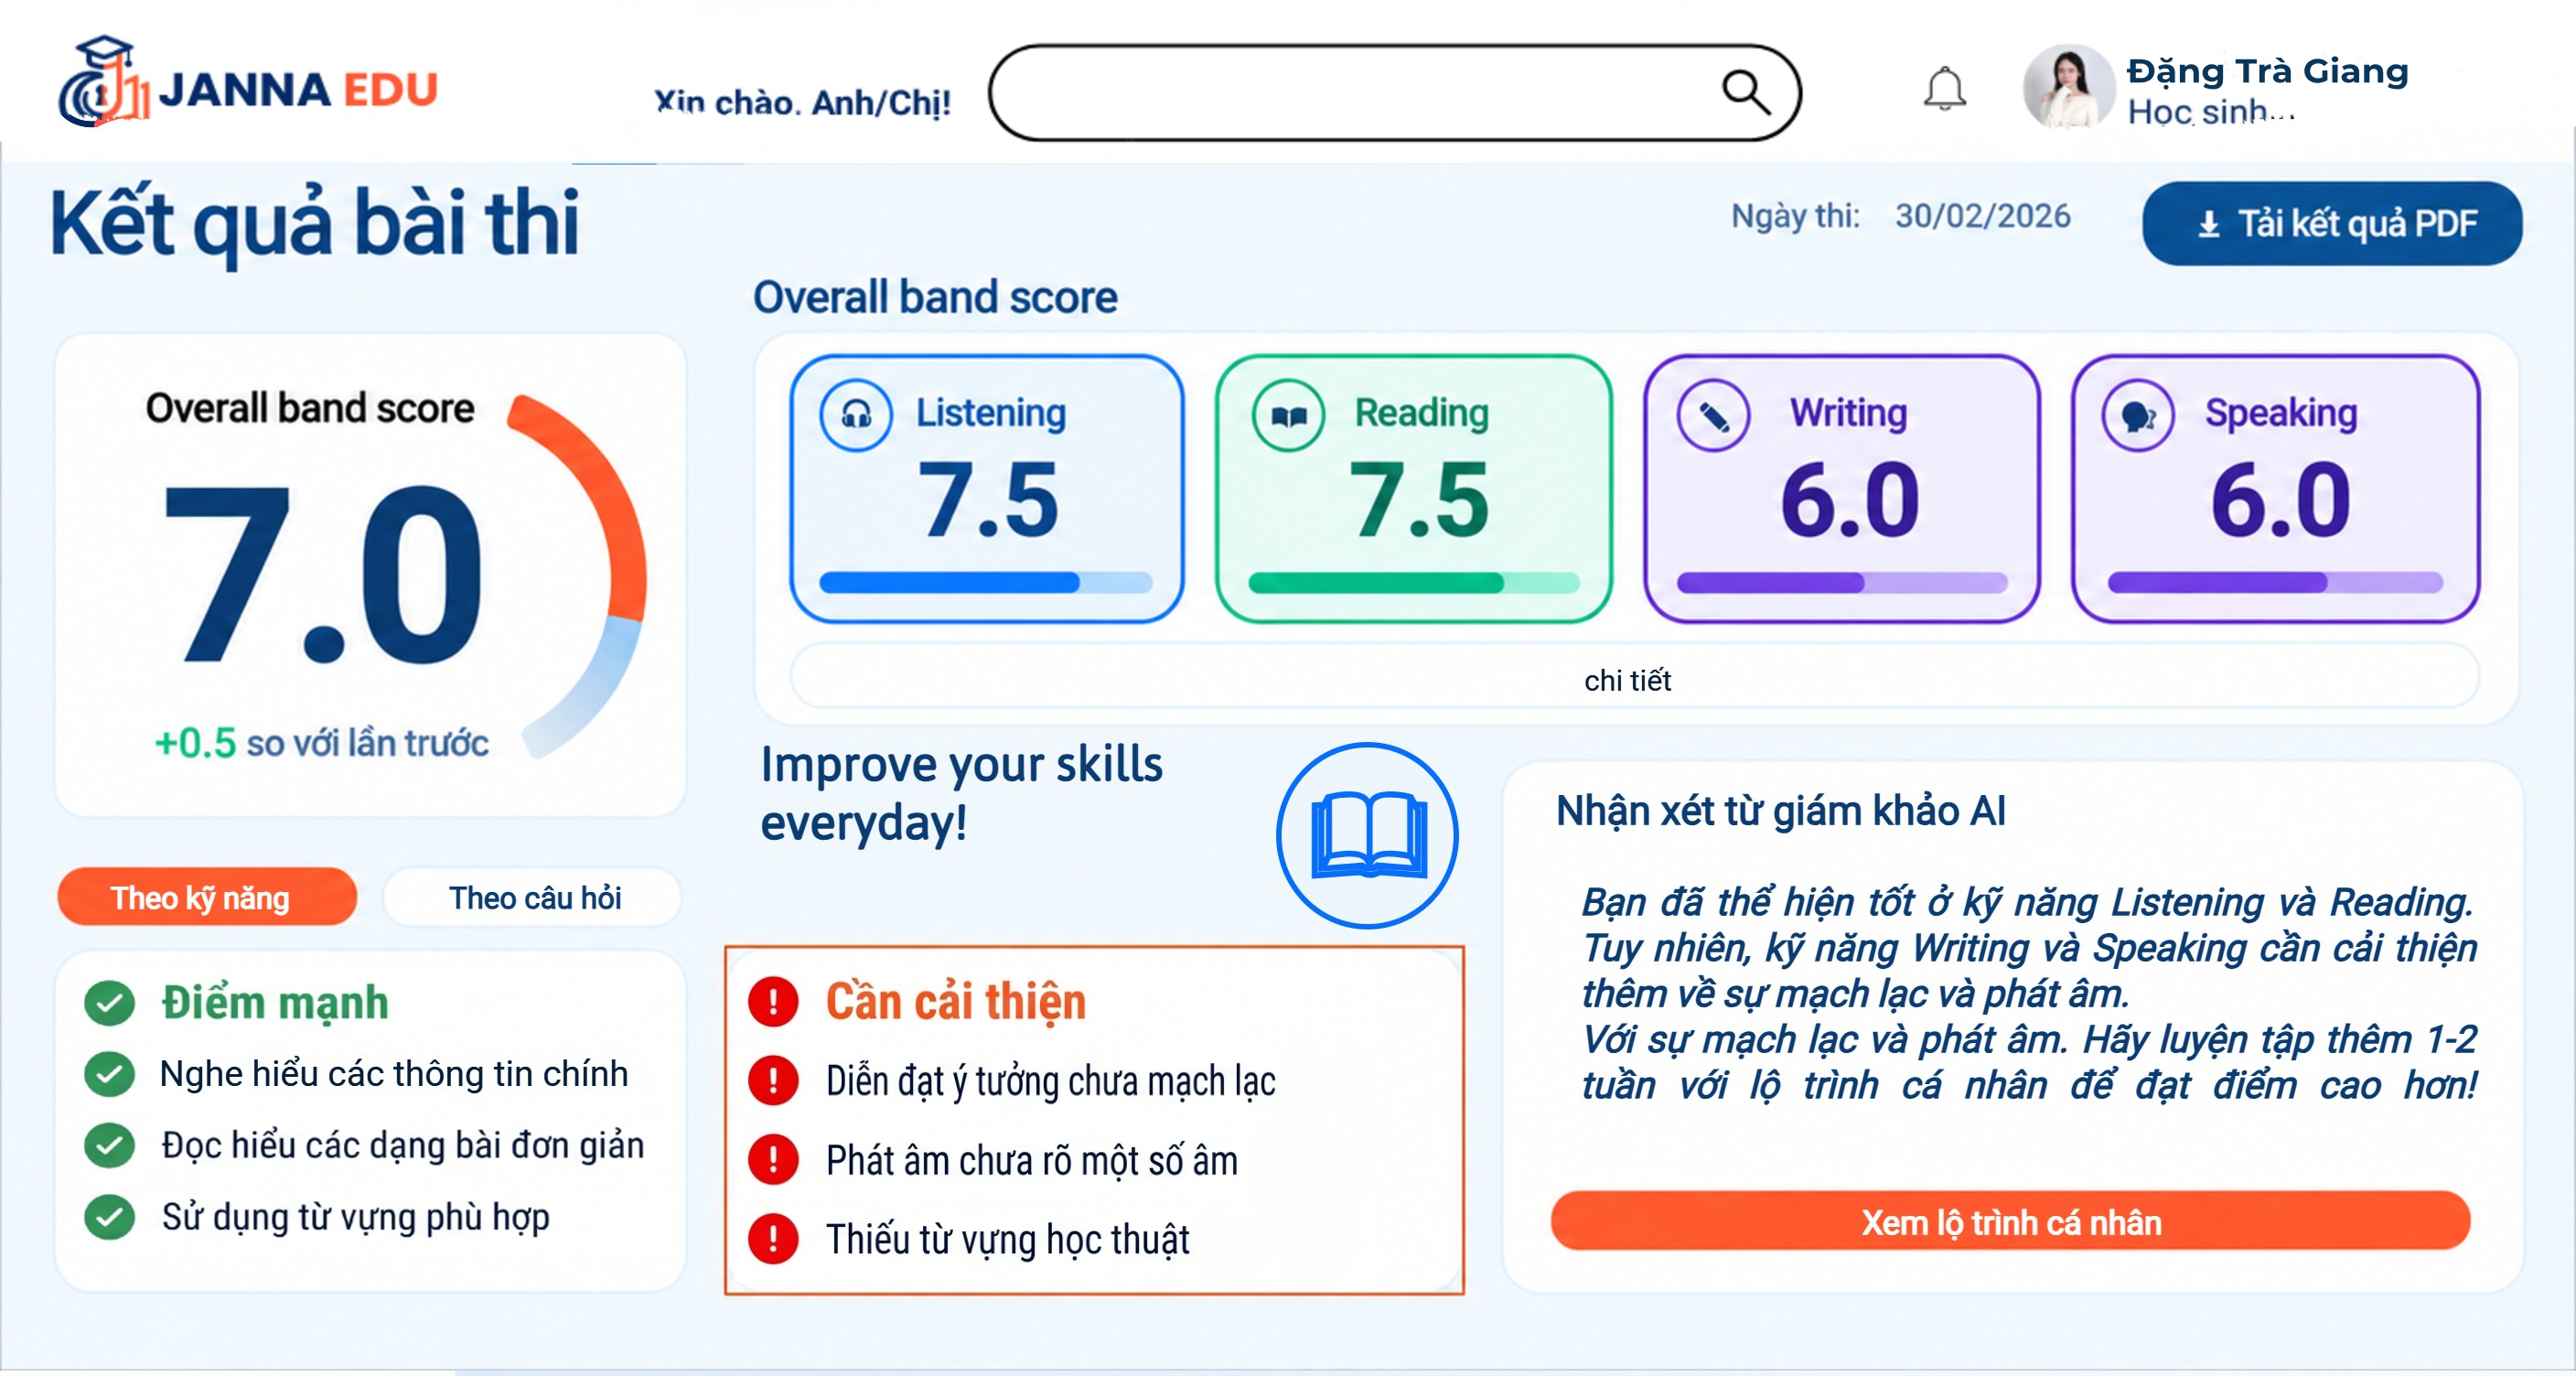 JANNA EDU
Xin chào. Anh/Chị!
Đặng Trà Giang
Học sinh
Kết quả bài thi
Ngày thi: 30/02/2026
Tải kết quả PDF
Overall band score
Overall band score
7.0
+0.5 so với lần trước
Listening
7.5
Reading
7.5
Writing
6.0
Speaking
6.0
chi tiết
Improve your skills
everyday!
Theo kỹ năng
Theo câu hỏi
Điểm mạnh
Nghe hiểu các thông tin chính
Đọc hiểu các dạng bài đơn giản
Sử dụng từ vựng phù hợp
Cần cải thiện
Diễn đạt ý tưởng chưa mạch lạc
Phát âm chưa rõ một số âm
Thiếu từ vựng học thuật
Nhận xét từ giám khảo AI
Bạn đã thể hiện tốt ở kỹ năng Listening và Reading.
Tuy nhiên, kỹ năng Writing và Speaking cần cải thiện
thêm về sự mạch lạc và phát âm.
Với sự mạch lạc và phát âm. Hãy luyện tập thêm 1-2
tuần với lộ trình cá nhân để đạt điểm cao hơn!
Xem lộ trình cá nhân